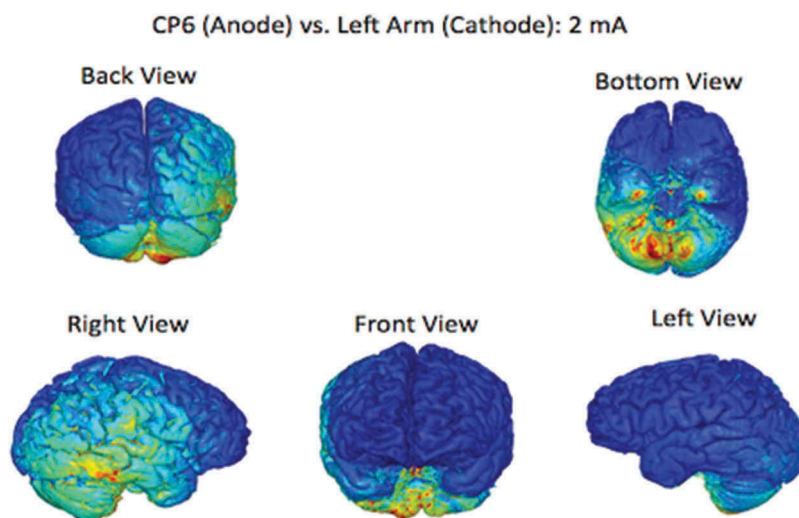 CP6 (Anode) vs. Left Arm (Cathode): 2 mA
Back View
Bottom View
Right View
Front View
Left View